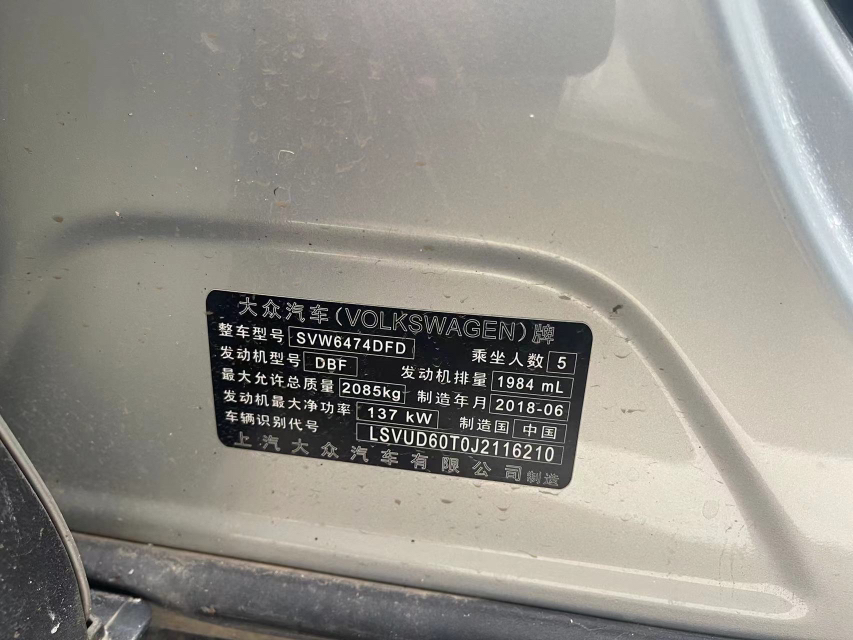 大众汽车(VOLKSWAGEN)牌
整车型号 SVW6474DFD 乘坐人数 5
发动机型号 DBF 发动机排量 1984 mL
最大允许总质量 2085kg 制造年月 2018-06
发动机最大净功率 137 kW 制造国 中国
车辆识别代号 LSVUD60T0J2116210
上汽大众汽车有限公司制造